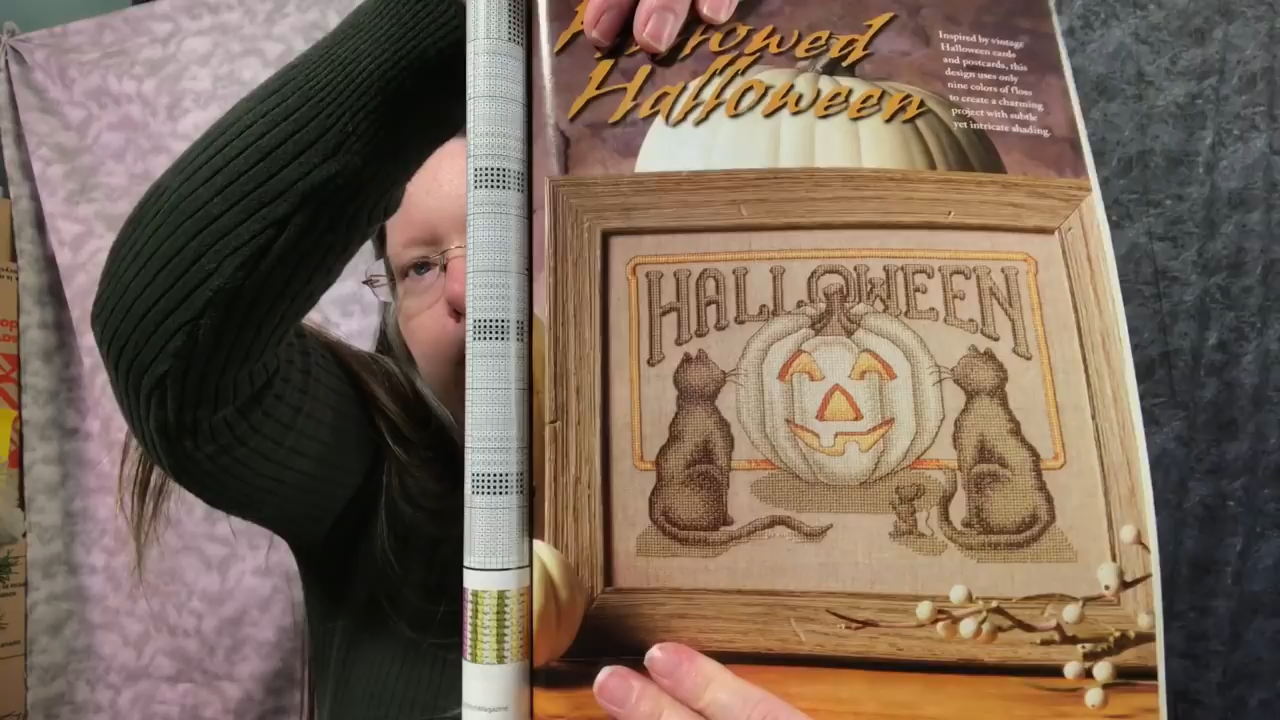 Hallowed
Halloween
Inspired by vintage
Halloween cards
and postcards, this
design uses only
nine colors of floss
to create a charming
project with subtle
yet intricate shading.
HALLOWEEN